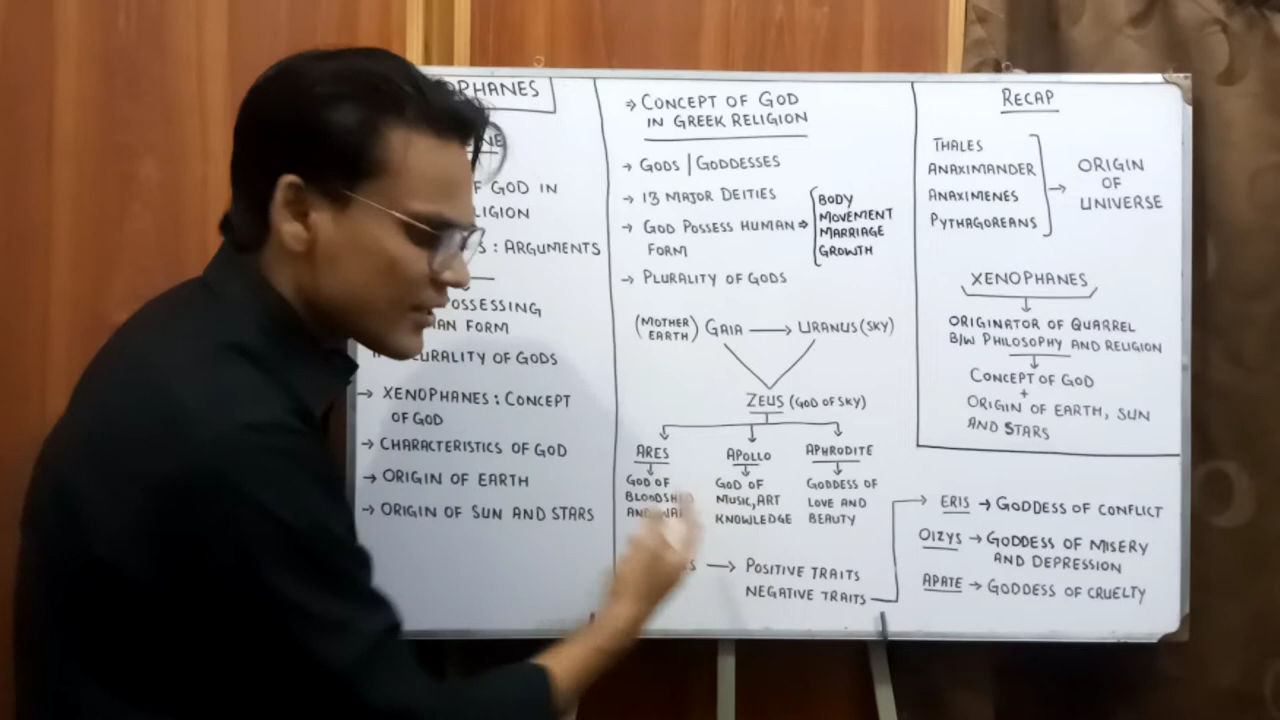 OPHANES
NE
F GOD IN
LIGION
S : ARGUMENTS
OSSESSING
AN FORM
URALITY OF GODS
→ XENOPHANES : CONCEPT
OF GOD
→ CHARACTERISTICS OF GOD
→ ORIGIN OF EARTH
→ ORIGIN OF SUN AND STARS
⇒ CONCEPT OF GOD
IN GREEK RELIGION
→ GODS | GODDESSES
→ 13 MAJOR DEITIES
→ GOD POSSESS HUMAN ⇒
FORM
BODY
MOVEMENT
MARRIAGE
GROWTH
→ PLURALITY OF GODS
(MOTHER EARTH) GAIA → URANUS (SKY)
ZEUS (GOD OF SKY)
ARES
GOD OF
BLOODSHED
AND WAR
APOLLO
GOD OF
MUSIC, ART
KNOWLEDGE
APHRODITE
GODDESS OF
LOVE AND
BEAUTY
S → POSITIVE TRAITS
NEGATIVE TRAITS
RECAP
THALES
ANAXIMANDER
ANAXIMENES
PYTHAGOREANS
→ ORIGIN
OF
UNIVERSE
XENOPHANES
ORIGINATOR OF QUARREL
B/W PHILOSOPHY AND RELIGION
CONCEPT OF GOD
+
ORIGIN OF EARTH, SUN
AND STARS
→ ERIS → GODDESS OF CONFLICT
OIZYS → GODDESS OF MISERY
AND DEPRESSION
APATE → GODDESS OF CRUELTY